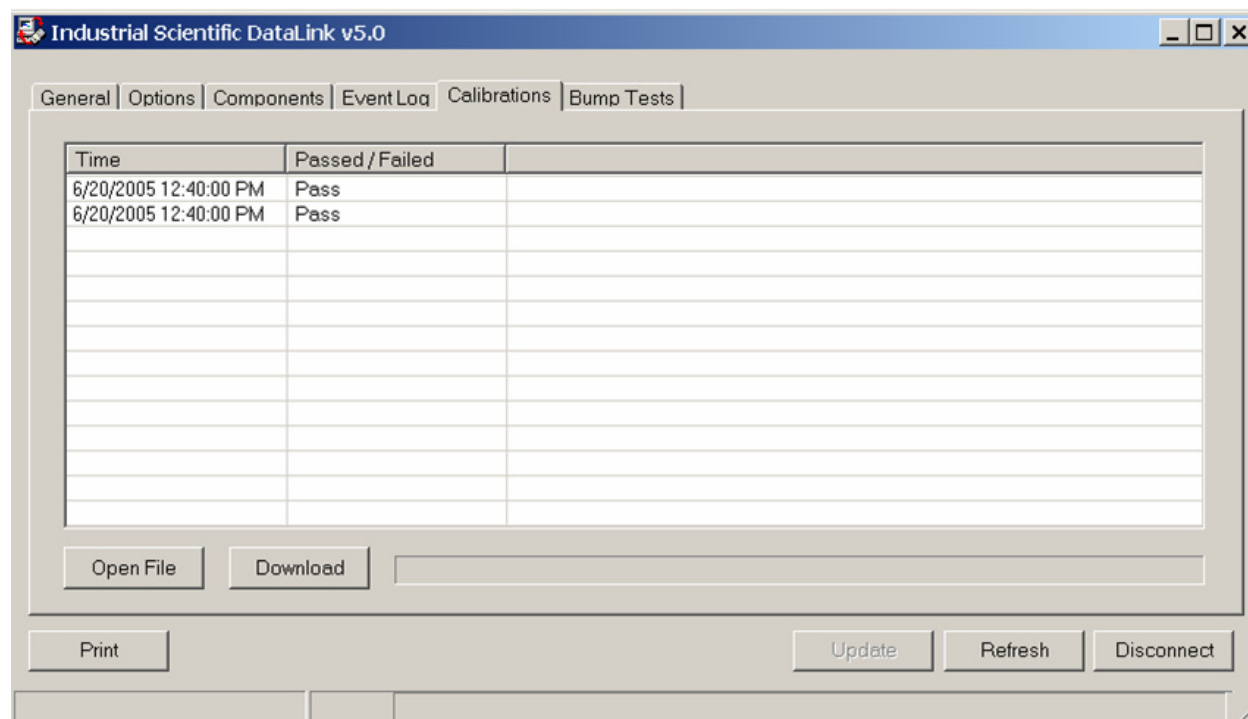 Industrial Scientific DataLink v5.0
General Options Components Event Log Calibrations Bump Tests
Time Passed / Failed
6/20/2005 12:40:00 PM Pass
6/20/2005 12:40:00 PM Pass
Open File Download
Print Update Refresh Disconnect